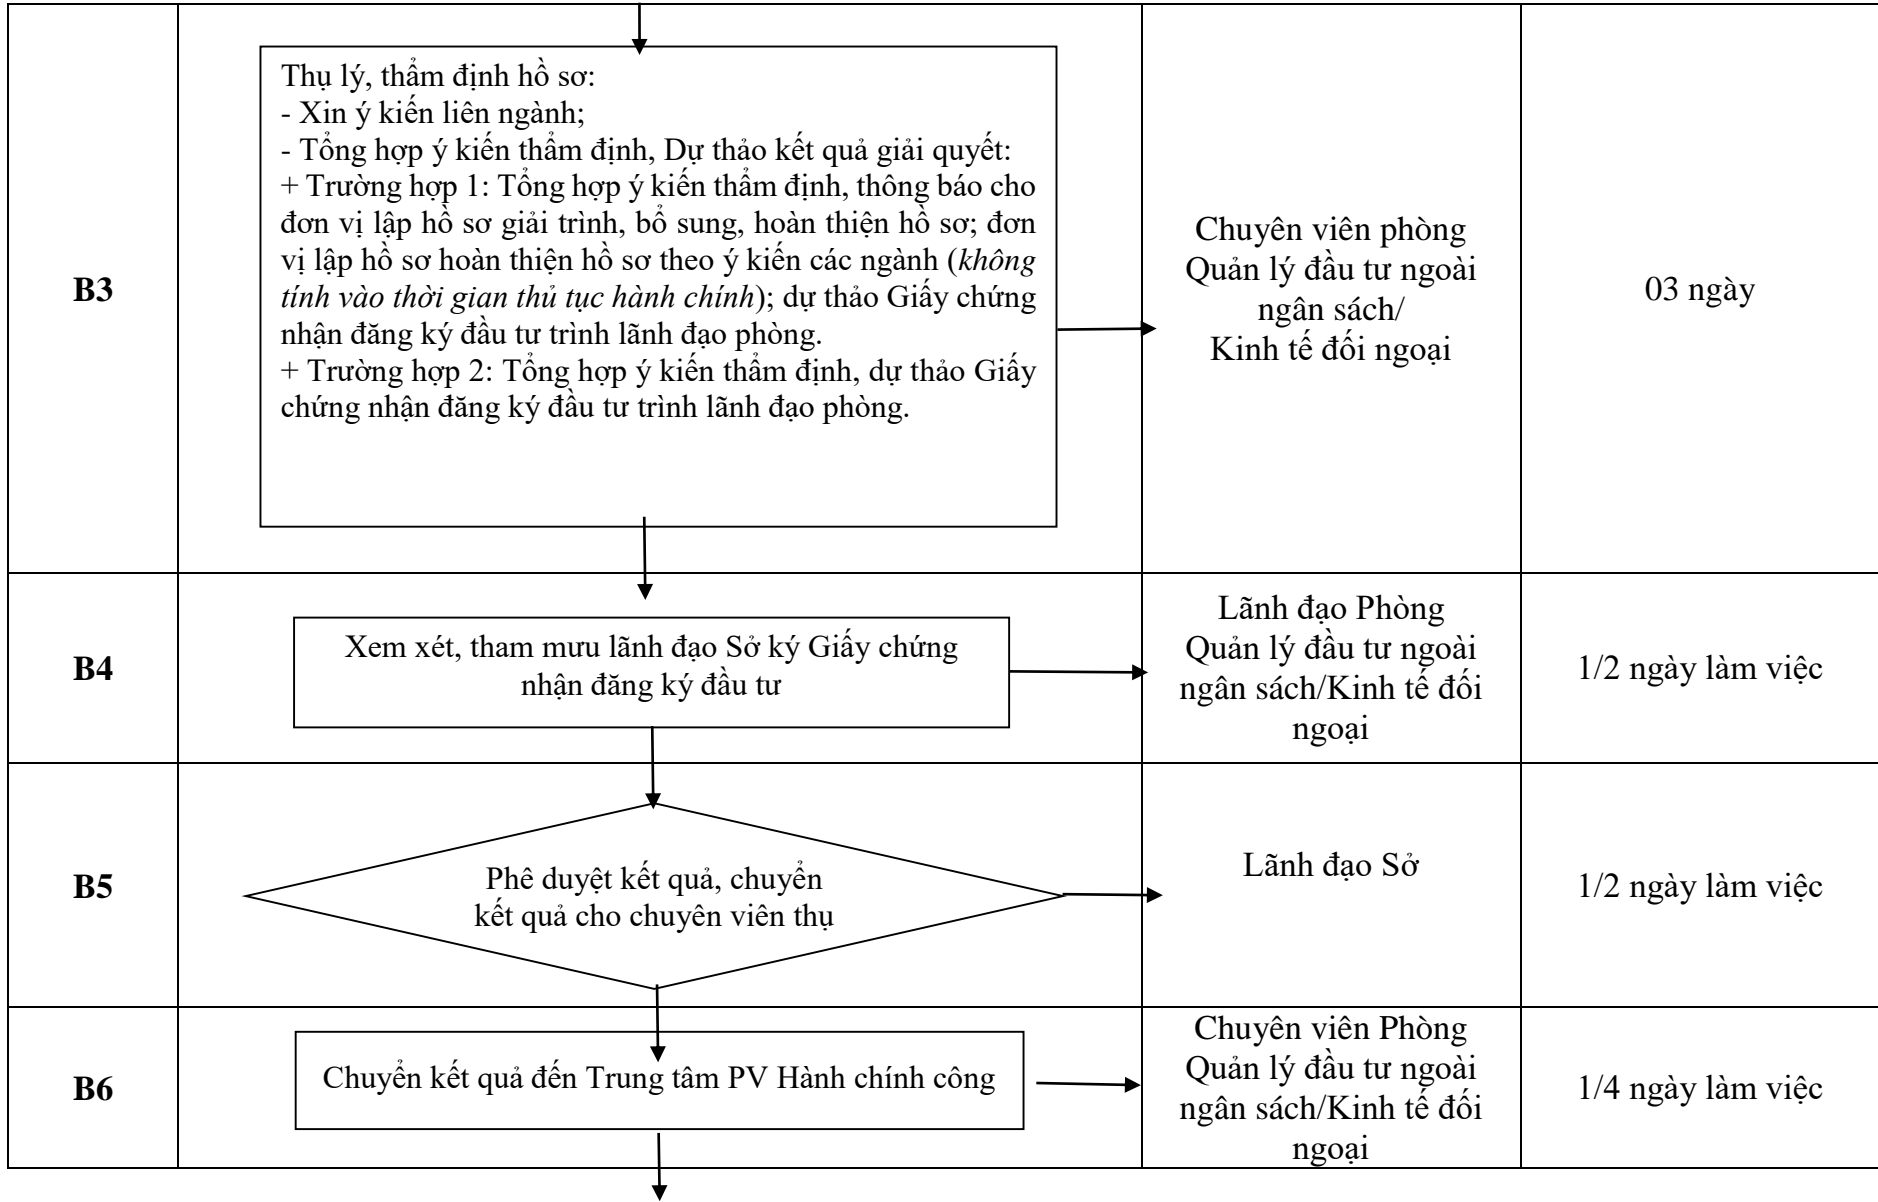 B3
Thụ lý, thẩm định hồ sơ:
- Xin ý kiến liên ngành;
- Tổng hợp ý kiến thẩm định, Dự thảo kết quả giải quyết:
+ Trường hợp 1: Tổng hợp ý kiến thẩm định, thông báo cho
đơn vị lập hồ sơ giải trình, bổ sung, hoàn thiện hồ sơ; đơn
vị lập hồ sơ hoàn thiện hồ sơ theo ý kiến các ngành (không
tính vào thời gian thủ tục hành chính); dự thảo Giấy chứng
nhận đăng ký đầu tư trình lãnh đạo phòng.
+ Trường hợp 2: Tổng hợp ý kiến thẩm định, dự thảo Giấy
chứng nhận đăng ký đầu tư trình lãnh đạo phòng.
Chuyên viên phòng
Quản lý đầu tư ngoài
ngân sách/
Kinh tế đối ngoại
03 ngày
B4
Xem xét, tham mưu lãnh đạo Sở ký Giấy chứng
nhận đăng ký đầu tư
Lãnh đạo Phòng
Quản lý đầu tư ngoài
ngân sách/Kinh tế đối
ngoại
1/2 ngày làm việc
B5
Phê duyệt kết quả, chuyển
kết quả cho chuyên viên thụ
Lãnh đạo Sở
1/2 ngày làm việc
B6
Chuyển kết quả đến Trung tâm PV Hành chính công
Chuyên viên Phòng
Quản lý đầu tư ngoài
ngân sách/Kinh tế đối
ngoại
1/4 ngày làm việc